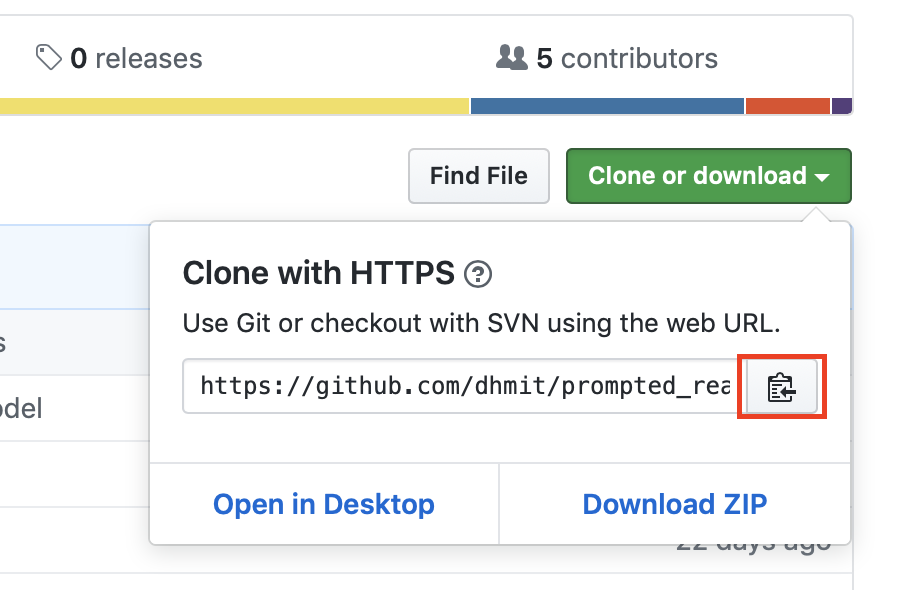 0 releases
5 contributors
Find File
Clone or download
Clone with HTTPS
Use Git or checkout with SVN using the web URL.
s
odel
https://github.com/dhmit/prompted_rea
Open in Desktop
Download ZIP
22 days ago